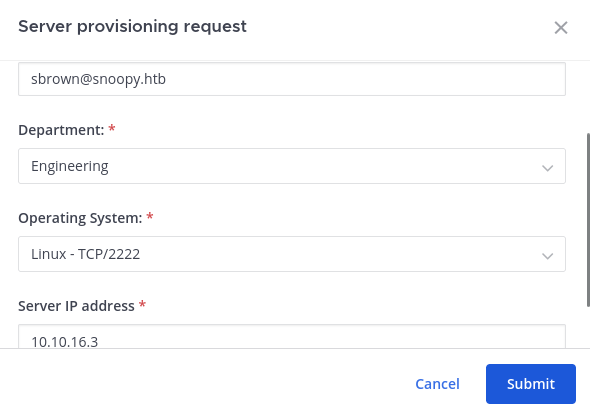 Server provisioning request
sbrown@snoopy.htb
Department: *
Engineering
Operating System: *
Linux - TCP/2222
Server IP address *
10.10.16.3
Cancel
Submit